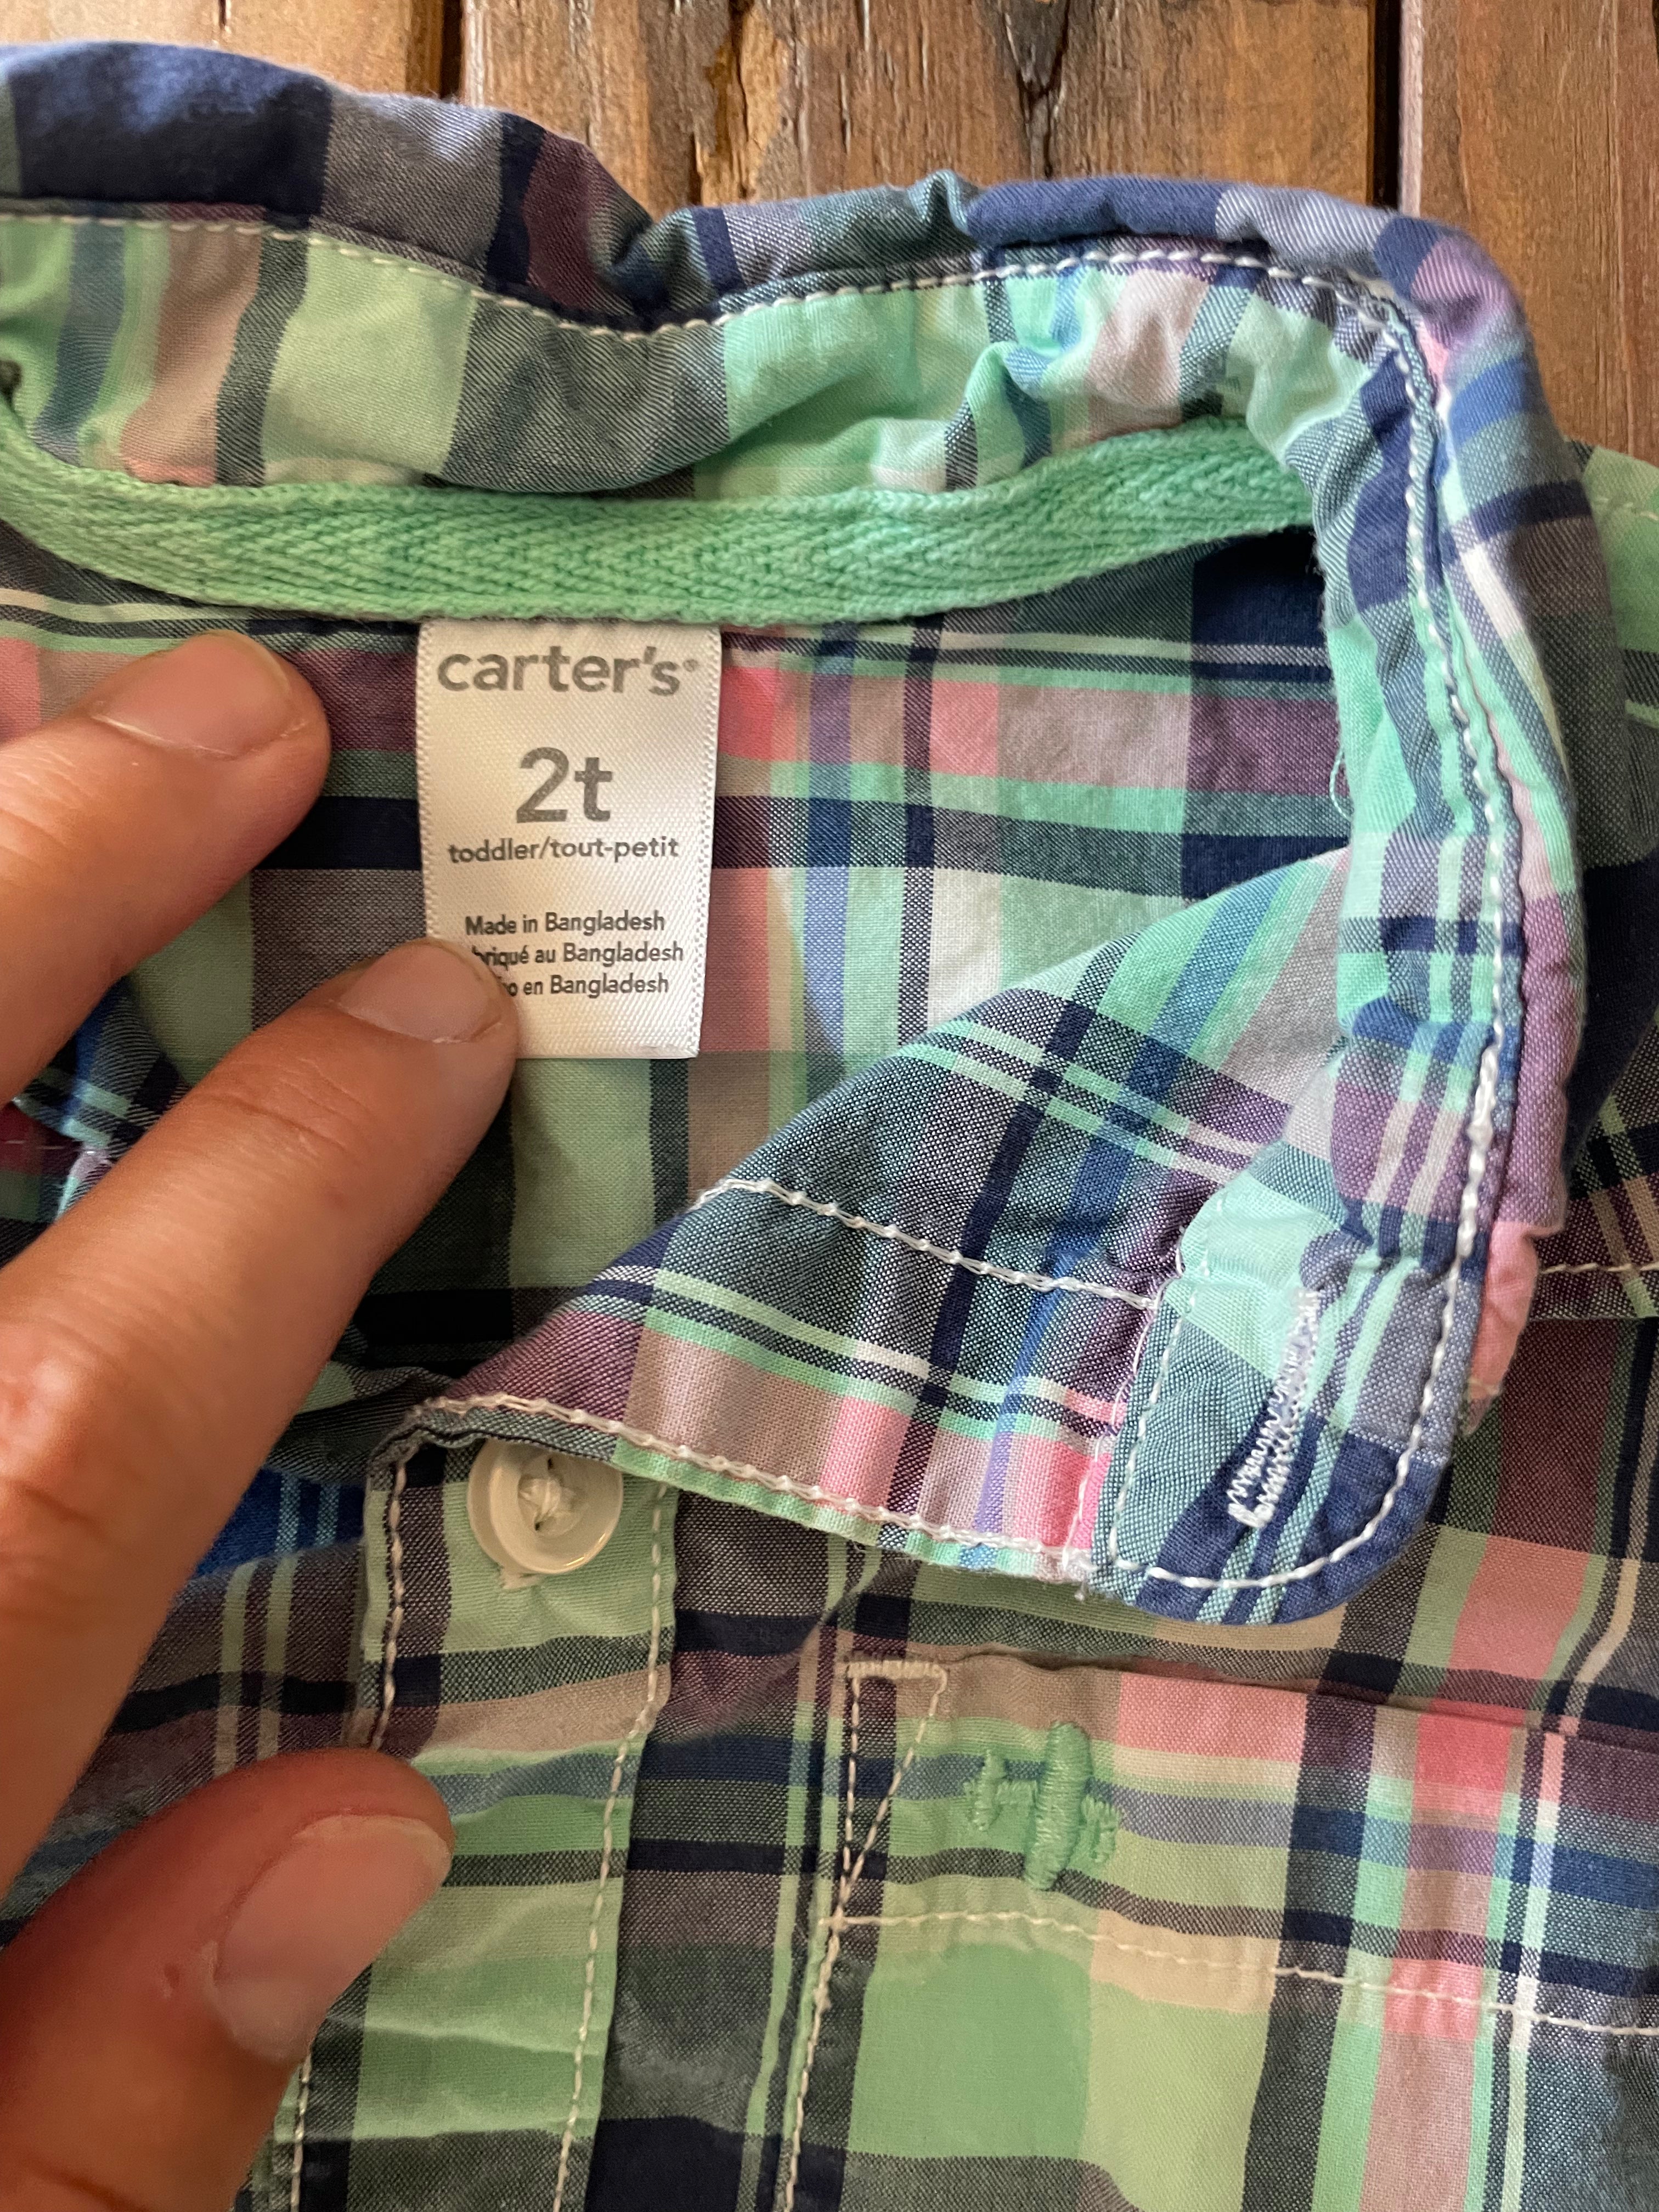 carter's®
2t
toddler/tout-petit
Made in Bangladesh
au Bangladesh
en Bangladesh